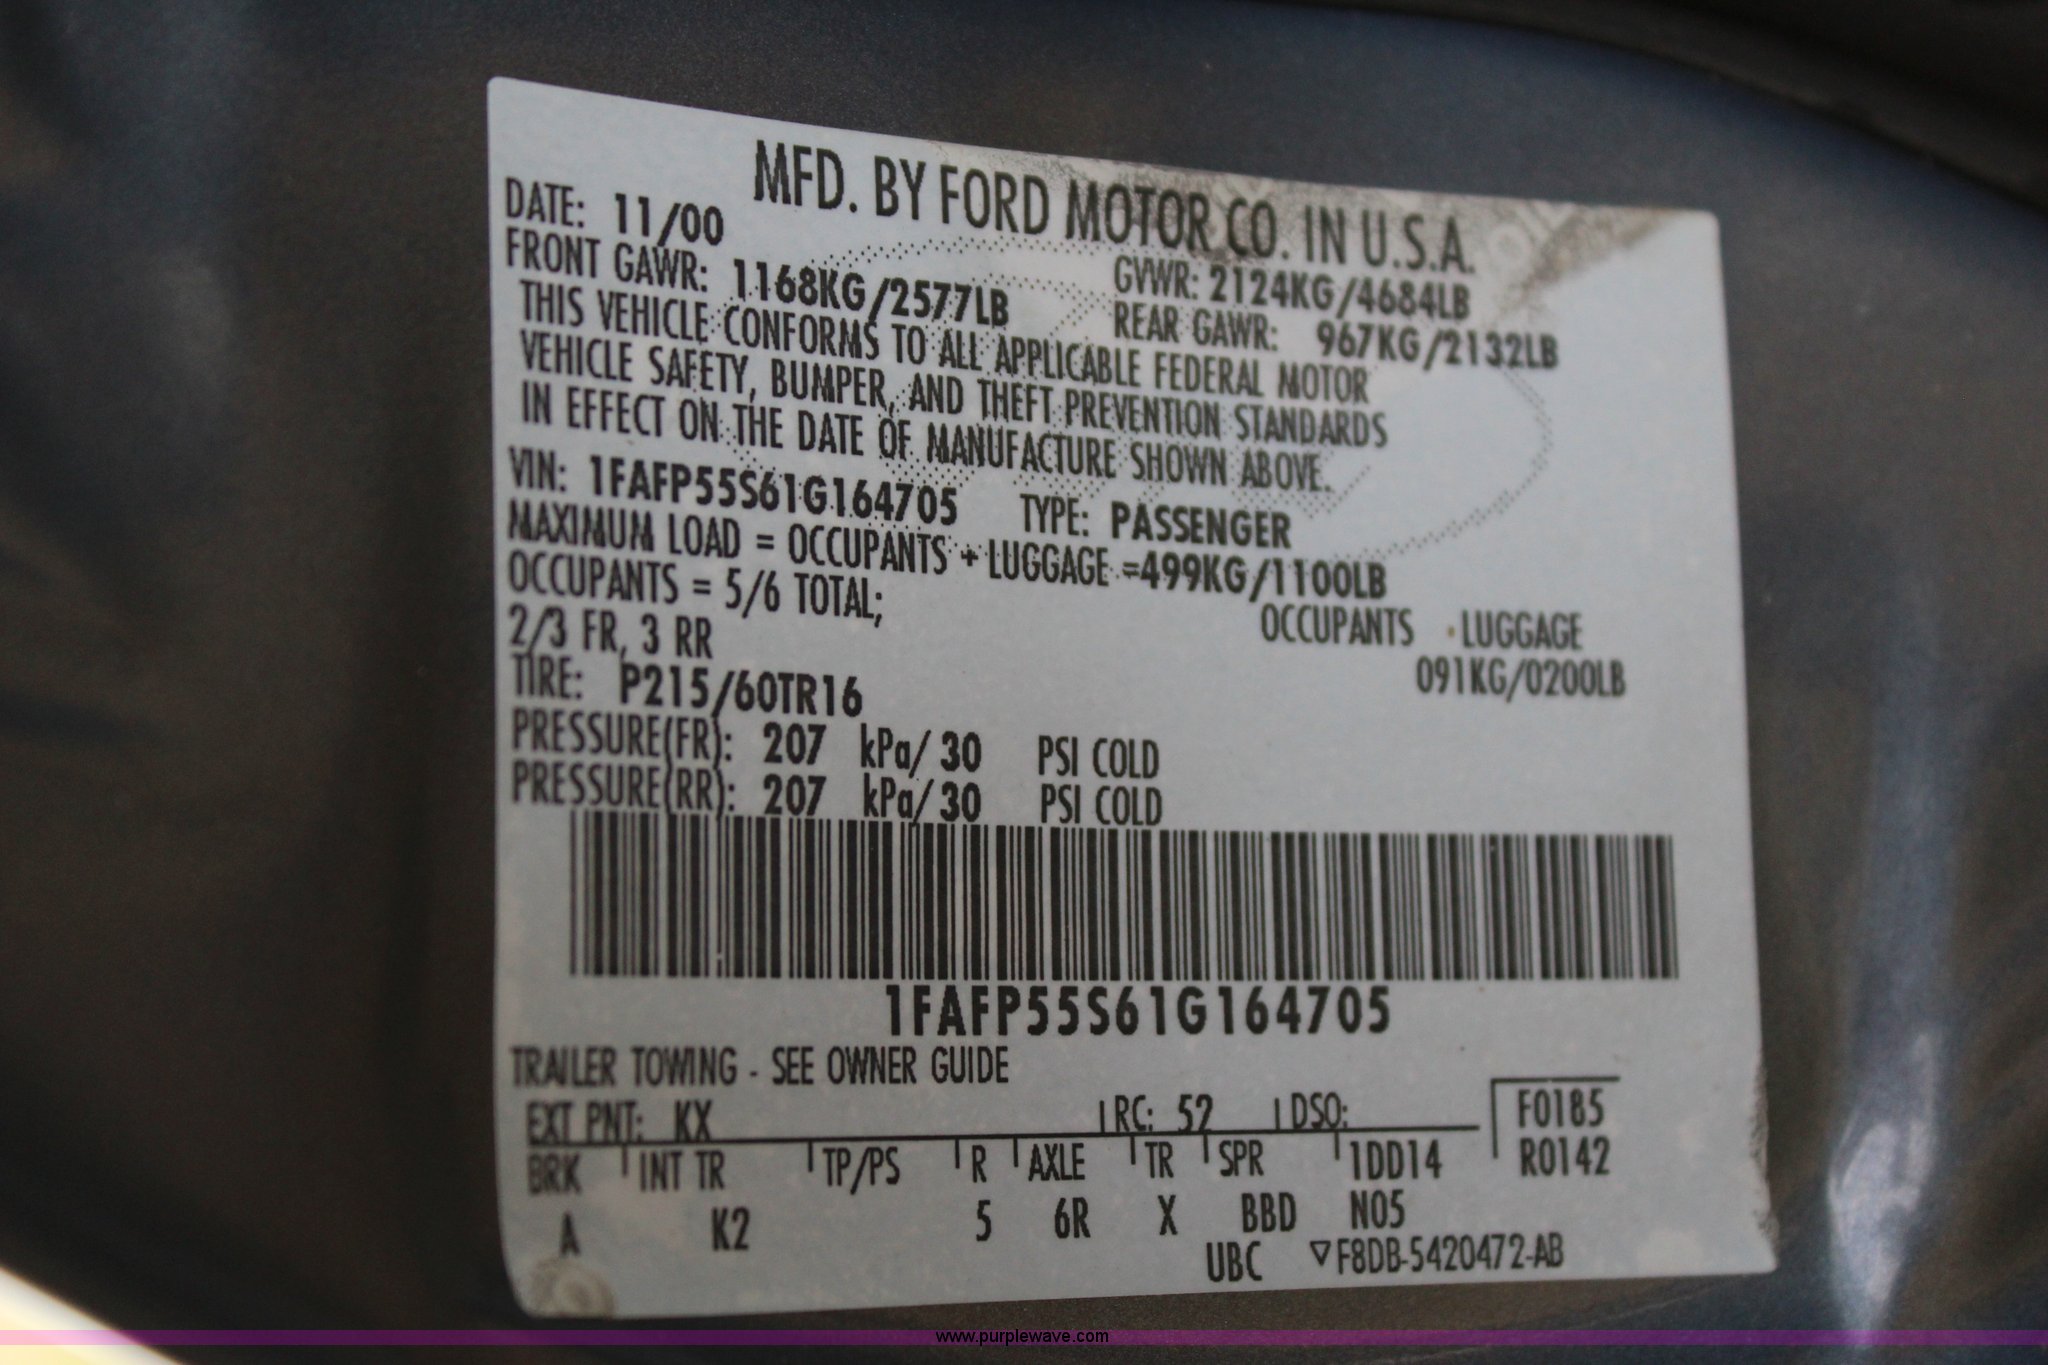 MFD. BY FORD MOTOR CO. IN U.S.A.
DATE: 11/00 GVWR: 2124KG/4684LB
FRONT GAWR: 1168KG/2577LB REAR GAWR: 967KG/2132LB
THIS VEHICLE CONFORMS TO ALL APPLICABLE FEDERAL MOTOR
VEHICLE SAFETY, BUMPER, AND THEFT PREVENTION STANDARDS
IN EFFECT ON THE DATE OF MANUFACTURE SHOWN ABOVE.
VIN: 1FAFP55S61G164705 TYPE: PASSENGER
MAXIMUM LOAD = OCCUPANTS + LUGGAGE =499KG/1100LB
OCCUPANTS = 5/6 TOTAL; OCCUPANTS LUGGAGE
2/3 FR, 3 RR 091KG/0200LB
TIRE: P215/60TR16
PRESSURE(FR): 207 kPa/ 30 PSI COLD
PRESSURE(RR): 207 kPa/ 30 PSI COLD
1FAFP55S61G164705
TRAILER TOWING - SEE OWNER GUIDE
EXT PNT: KX RC: 52 DSO: F0185
BRK INT TR TP/PS R AXLE TR SPR 1DD14 R0142
A K2 5 6R X BBD N05
UBC ▽F8DB-5420472-AB
www.purplewave.com